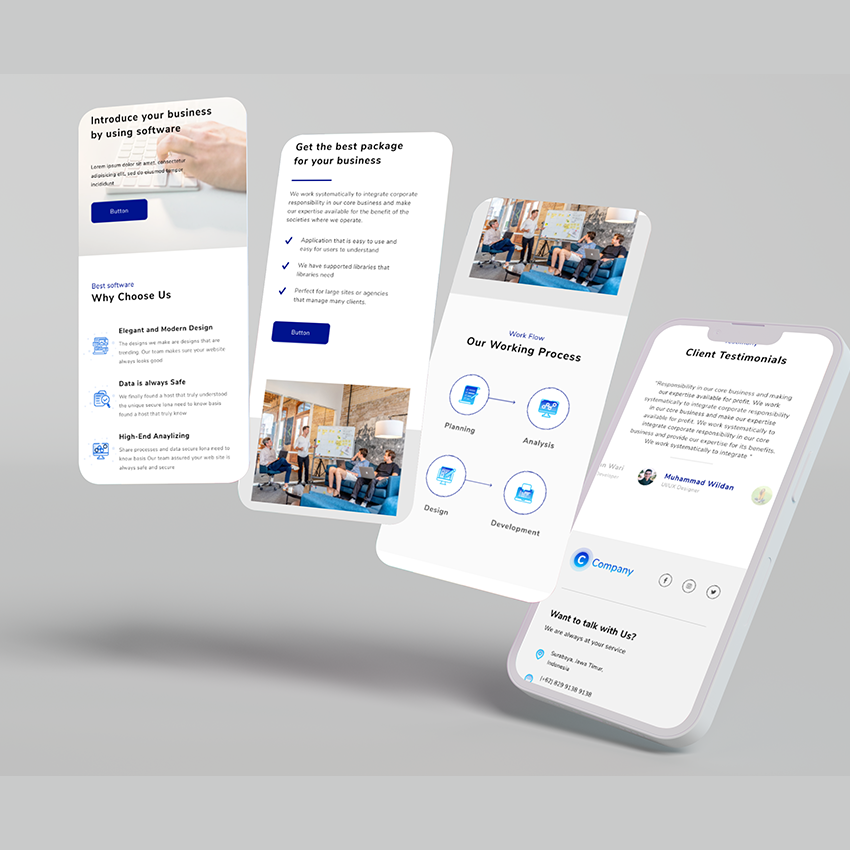 Introduce your business
by using software
Lorem ipsum dolor sit amet, consectetur
adipisicing elit, sed do eiusmod tempor
incididunt
Button
Best software
Why Choose Us
Elegant and Modern Design
The designs we make are designs that are
trending. Our team makes sure your website
always looks good
Data is always Safe
We finally found a host that truly understood
the unique secure lona need to know basis
found a host that truly know
High-End Anaylizing
Share processes and data secure lona need to
know basis Our team assured your web site is
always safe and secure
Get the best package
for your business
We work systematically to integrate corporate
responsibility in our core business and make
our expertise available for the benefit of the
societies where we operate.
Application that is easy to use and
easy for users to understand
We have supported libraries that
libraries need
Perfect for large sites or agencies
that manage many clients.
Button
Work Flow
Our Working Process
Planning
Analysis
Design
Development
Client Testimonials
"Responsibility in our core business and making
our expertise available for profit. We work
systematically to integrate corporate responsibility
in our core business and make our expertise
available for profit. We work systematically to
integrate corporate responsibility in our core
business and provide our expertise for its benefits.
We work systematically to integrate "
Muhammad Wildan
UI/UX Designer
C Company
Want to talk with Us?
We are always at your service
Surabaya, Jawa Timur,
Indonesia
(+62) 829 9138 9138